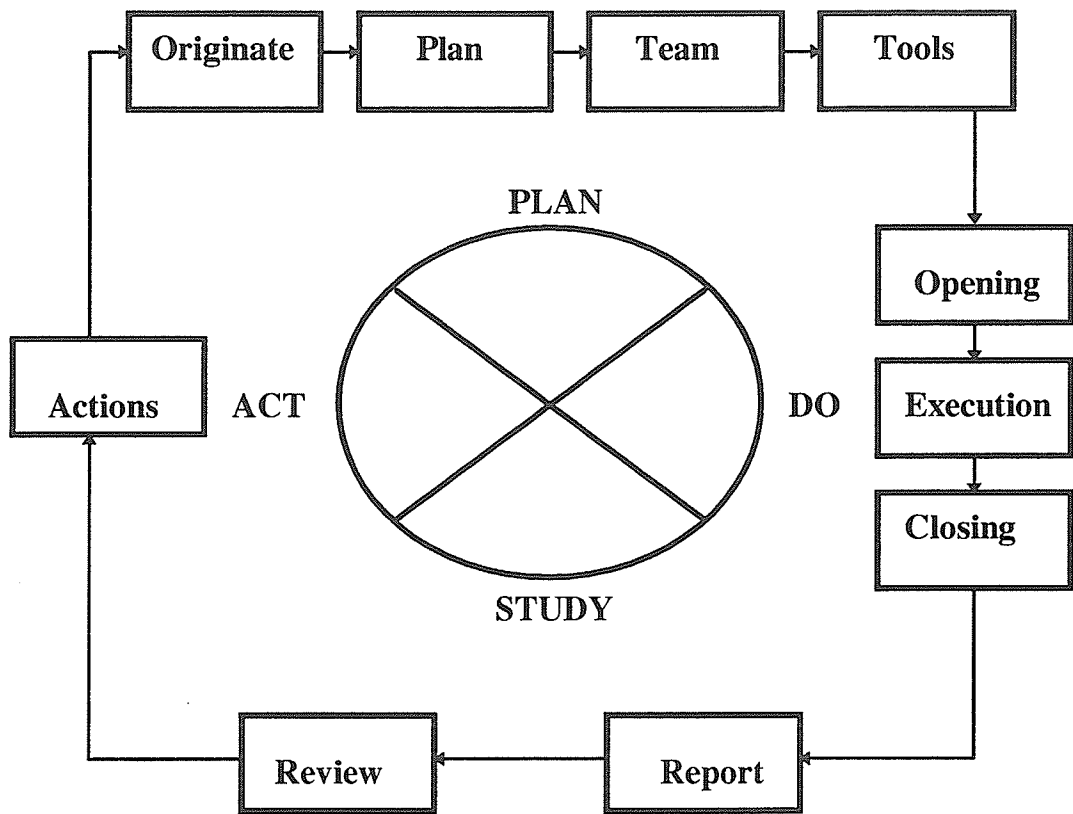 Originate
Plan
Team
Tools
PLAN
Opening
Actions
ACT
DO
Execution
Closing
STUDY
Review
Report